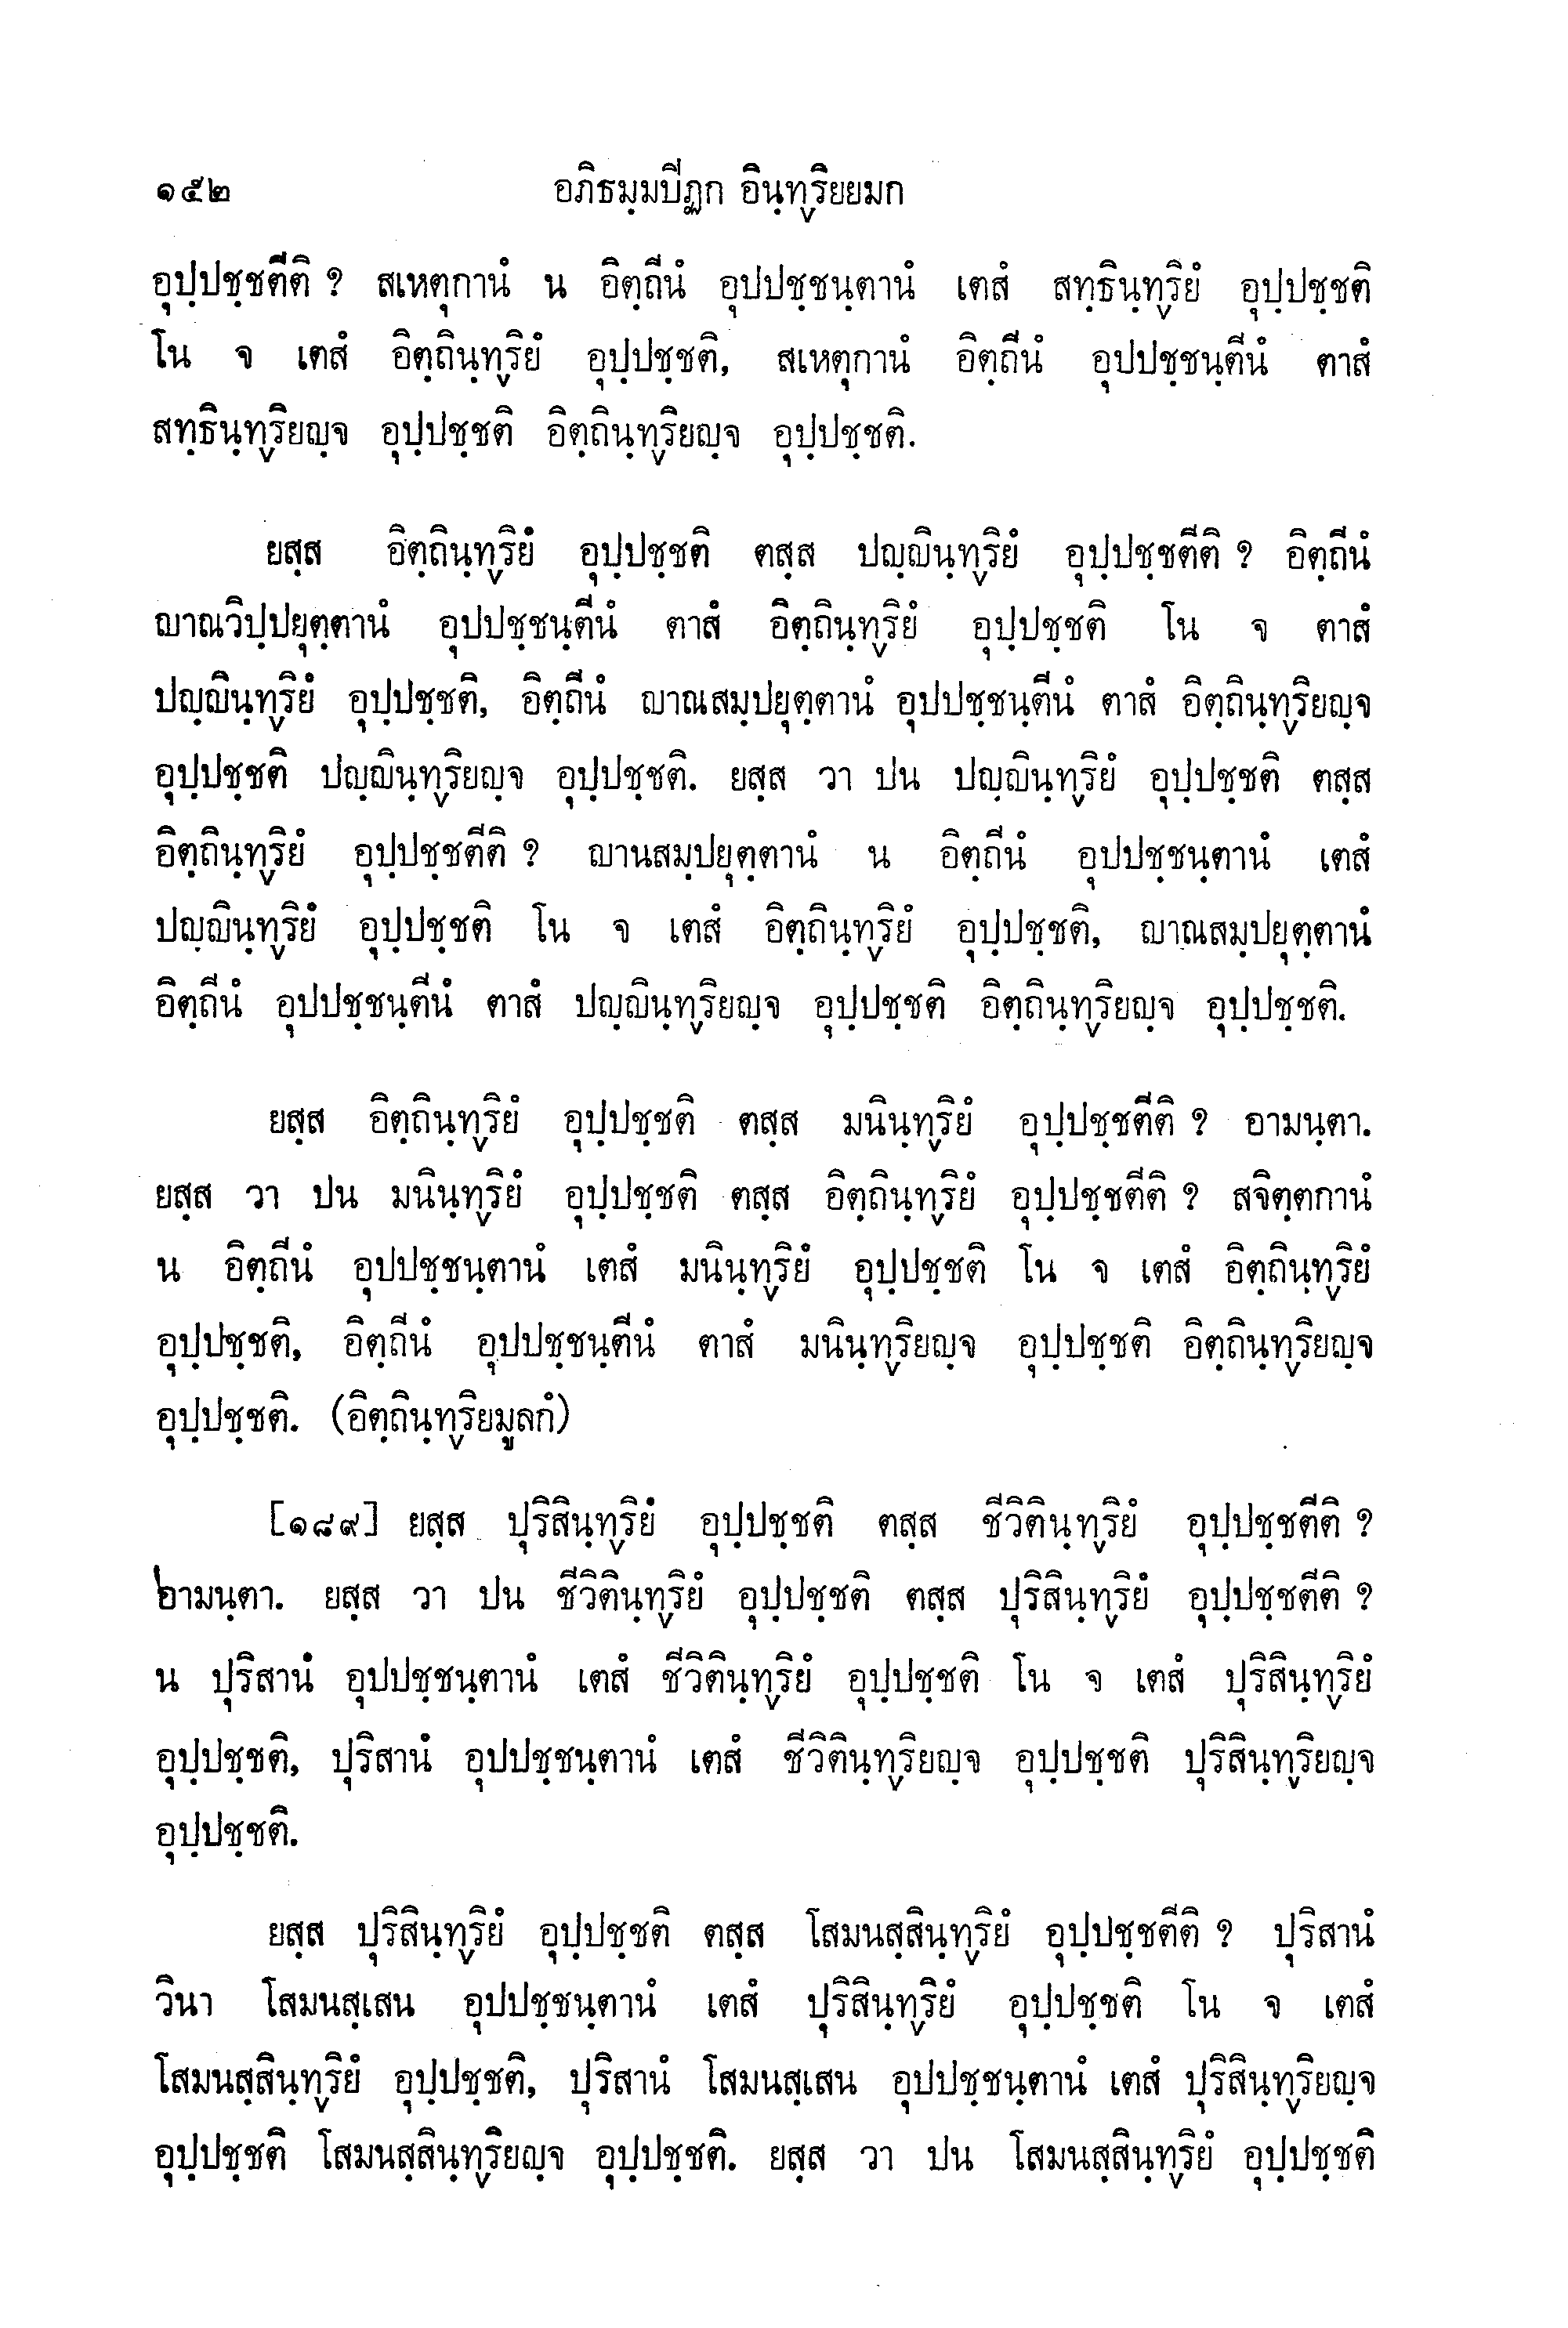 ๑๕๒ อภิธมฺมปีฏก อินฺทฺริยยมก
อุปฺปชฺชตีติ ? สเหตุกานํ น อิตฺถีนํ อุปปชฺชนฺตานํ เตสํ สทฺธินฺทฺริยํ อุปฺปชฺชติ
โน จ เตสํ อิตฺถินฺทฺริยํ อุปฺปชฺชติ, สเหตุกานํ อิตฺถีนํ อุปปชฺชนฺตีนํ ตาสํ
สทฺธินฺทฺริยญฺจ อุปฺปชฺชติ อิตฺถินฺทฺริยญฺจ อุปฺปชฺชติ.
ยสฺส อิตฺถินฺทฺริยํ อุปฺปชฺชติ ตสฺส ปญฺญินฺทฺริยํ อุปฺปชฺชตีติ ? อิตฺถีนํ
ญาณวิปฺปยุตฺตานํ อุปปชฺชนฺตีนํ ตาสํ อิตฺถินฺทฺริยํ อุปฺปชฺชติ โน จ ตาสํ
ปญฺญินฺทฺริยํ อุปฺปชฺชติ, อิตฺถีนํ ญาณสมฺปยุตฺตานํ อุปปชฺชนฺตีนํ ตาสํ อิตฺถินฺทฺริยญฺจ
อุปฺปชฺชติ ปญฺญินฺทฺริยญฺจ อุปฺปชฺชติ. ยสฺส วา ปน ปญฺญินฺทฺริยํ อุปฺปชฺชติ ตสฺส
อิตฺถินฺทฺริยํ อุปฺปชฺชตีติ ? ญานสมฺปยุตฺตานํ น อิตฺถีนํ อุปปชฺชนฺตานํ เตสํ
ปญฺญินฺทฺริยํ อุปฺปชฺชติ โน จ เตสํ อิตฺถินฺทฺริยํ อุปฺปชฺชติ, ญาณสมฺปยุตฺตานํ
อิตฺถีนํ อุปปชฺชนฺตีนํ ตาสํ ปญฺญินฺทฺริยญฺจ อุปฺปชฺชติ อิตฺถินฺทฺริยญฺจ อุปฺปชฺชติ.
ยสฺส อิตฺถินฺทฺริยํ อุปฺปชฺชติ ตสฺส มนินฺทฺริยํ อุปฺปชฺชตีติ ? อามนฺตา.
ยสฺส วา ปน มนินฺทฺริยํ อุปฺปชฺชติ ตสฺส อิตฺถินฺทฺริยํ อุปฺปชฺชตีติ ? สจิตฺตกานํ
น อิตฺถีนํ อุปปชฺชนฺตานํ เตสํ มนินฺทฺริยํ อุปฺปชฺชติ โน จ เตสํ อิตฺถินฺทฺริยํ
อุปฺปชฺชติ, อิตฺถีนํ อุปปชฺชนฺตีนํ ตาสํ มนินฺทฺริยญฺจ อุปฺปชฺชติ อิตฺถินฺทฺริยญฺจ
อุปฺปชฺชติ. (อิตฺถินฺทฺริยมูลกํ)
[๑๘๙] ยสฺส ปุริสินฺทฺริยํ อุปฺปชฺชติ ตสฺส ชีวิตินฺทฺริยํ อุปฺปชฺชตีติ ?
อามนฺตา. ยสฺส วา ปน ชีวิตินฺทฺริยํ อุปฺปชฺชติ ตสฺส ปุริสินฺทฺริยํ อุปฺปชฺชตีติ ?
น ปุริสานํ อุปปชฺชนฺตานํ เตสํ ชีวิตินฺทฺริยํ อุปฺปชฺชติ โน จ เตสํ ปุริสินฺทฺริยํ
อุปฺปชฺชติ, ปุริสานํ อุปปชฺชนฺตานํ เตสํ ชีวิตินฺทฺริยญฺจ อุปฺปชฺชติ ปุริสินฺทฺริยญฺจ
อุปฺปชฺชติ.
ยสฺส ปุริสินฺทฺริยํ อุปฺปชฺชติ ตสฺส โสมนสฺสินฺทฺริยํ อุปฺปชฺชตีติ ? ปุริสานํ
วินา โสมนสฺเสน อุปปชฺชนฺตานํ เตสํ ปุริสินฺทฺริยํ อุปฺปชฺชติ โน จ เตสํ
โสมนสฺสินฺทฺริยํ อุปฺปชฺชติ, ปุริสานํ โสมนสฺเสน อุปปชฺชนฺตานํ เตสํ ปุริสินฺทฺริยญฺจ
อุปฺปชฺชติ โสมนสฺสินฺทฺริยญฺจ อุปฺปชฺชติ. ยสฺส วา ปน โสมนสฺสินฺทฺริยํ อุปฺปชฺชติ